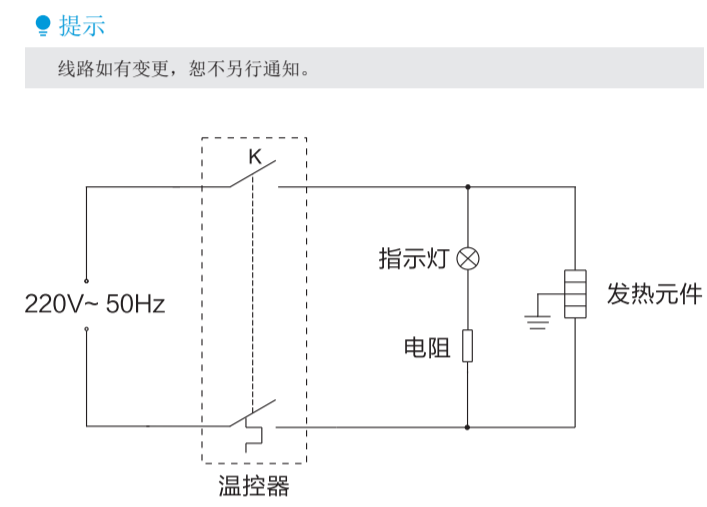 提示
线路如有变更，恕不另行通知。
K
指示灯
220V~ 50Hz
发热元件
电阻
温控器